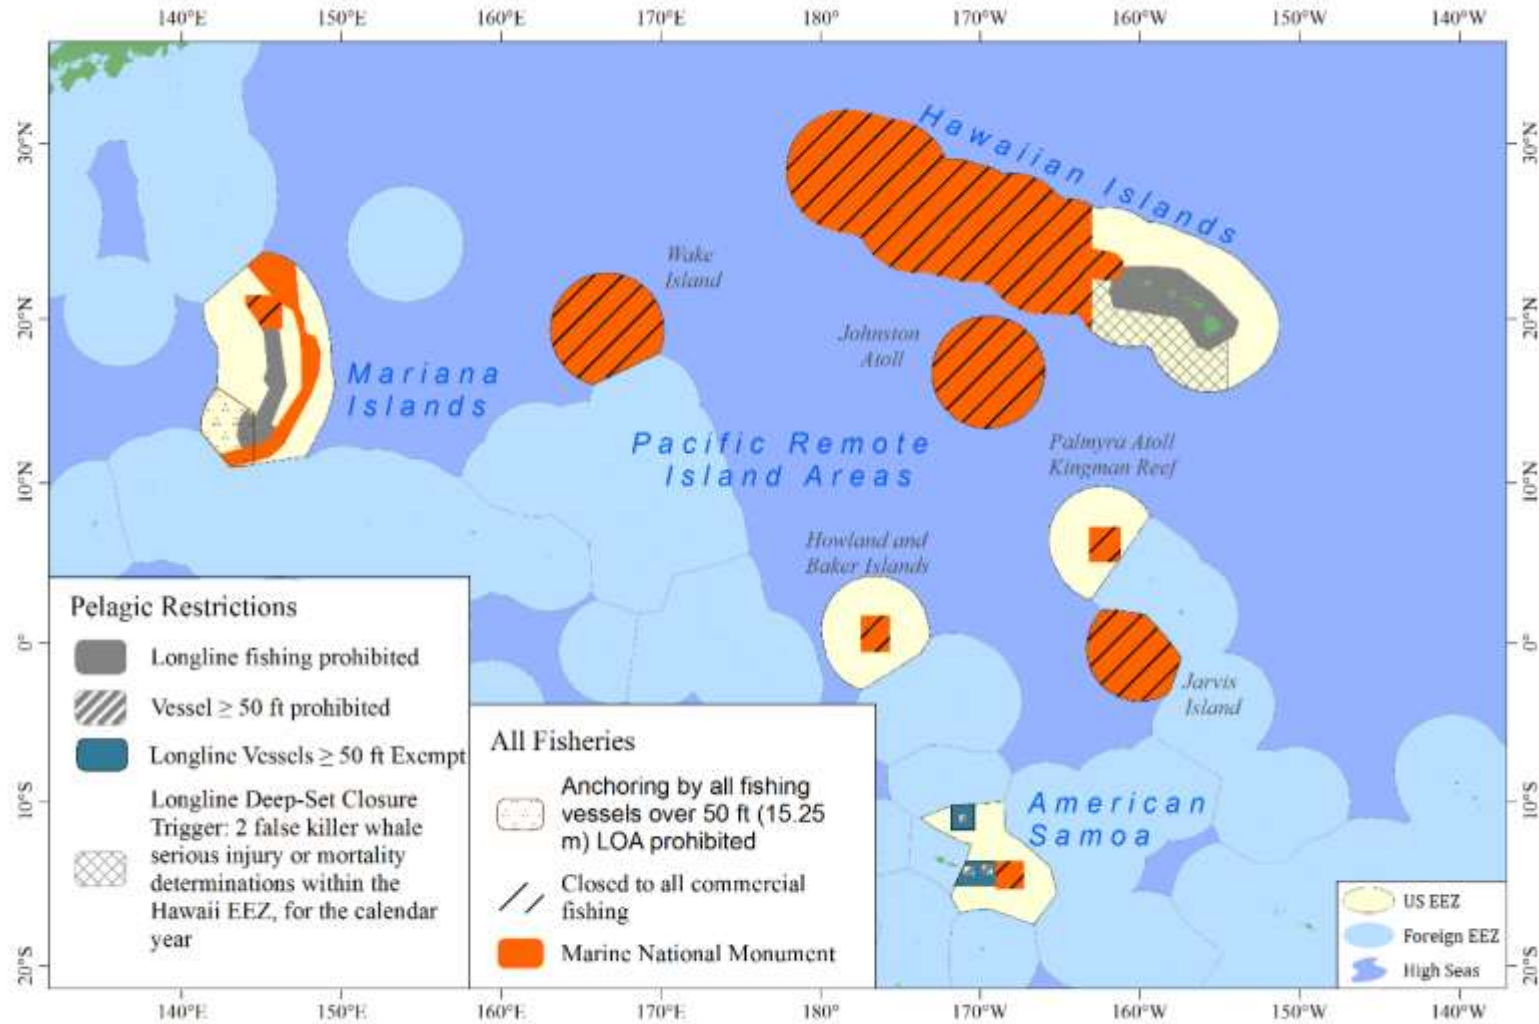 140°E 150°E 160°E 170°E 180° 170°W 160°W 150°W 140°W
30°N
20°N
10°N
0°
10°S
20°S
30°N
20°N
10°N
0°
10°S
20°S
Hawaiian Islands
Wake
Island
Johnston
Atoll
Mariana
Islands
Pacific Remote
Island Areas
Palmyra Atoll
Kingman Reef
Howland and
Baker Islands
Jarvis
Island
American
Samoa
Pelagic Restrictions
Longline fishing prohibited
Vessel ≥ 50 ft prohibited
Longline Vessels ≥ 50 ft Exempt
Longline Deep-Set Closure
Trigger: 2 false killer whale
serious injury or mortality
determinations within the
Hawaii EEZ, for the calendar
year
All Fisheries
Anchoring by all fishing
vessels over 50 ft (15.25
m) LOA prohibited
Closed to all commercial
fishing
Marine National Monument
US EEZ
Foreign EEZ
High Seas
140°E 150°E 160°E 170°E 180° 170°W 160°W 150°W 140°W